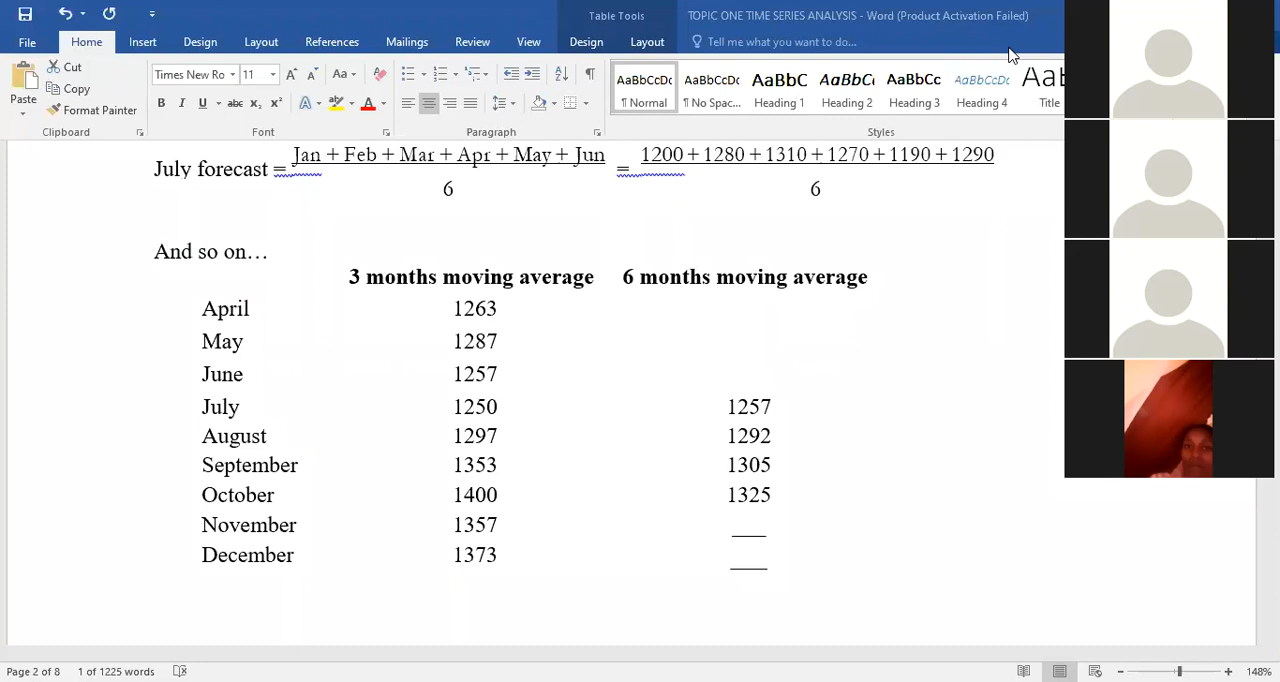 Table Tools
TOPIC ONE TIME SERIES ANALYSIS - Word (Product Activation Failed)
File Home Insert Design Layout References Mailings Review View Design Layout Tell me what you want to do...
Cut
Copy
Format Painter
Paste
Clipboard
Times New Ro 11
Font
Paragraph
AaBbCcDc AaBbCcDc AaBbC AaBbCc AaBbCc AaBbCcDc Aab
¶ Normal ¶ No Spac... Heading 1 Heading 2 Heading 3 Heading 4 Title
Styles
July forecast = Jan + Feb + Mar + Apr + May + Jun = 1200 + 1280 + 1310 + 1270 + 1190 + 1290
6 6
And so on…
3 months moving average 6 months moving average
April 1263
May 1287
June 1257
July 1250 1257
August 1297 1292
September 1353 1305
October 1400 1325
November 1357 ___
December 1373 ___
Page 2 of 8 1 of 1225 words 148%